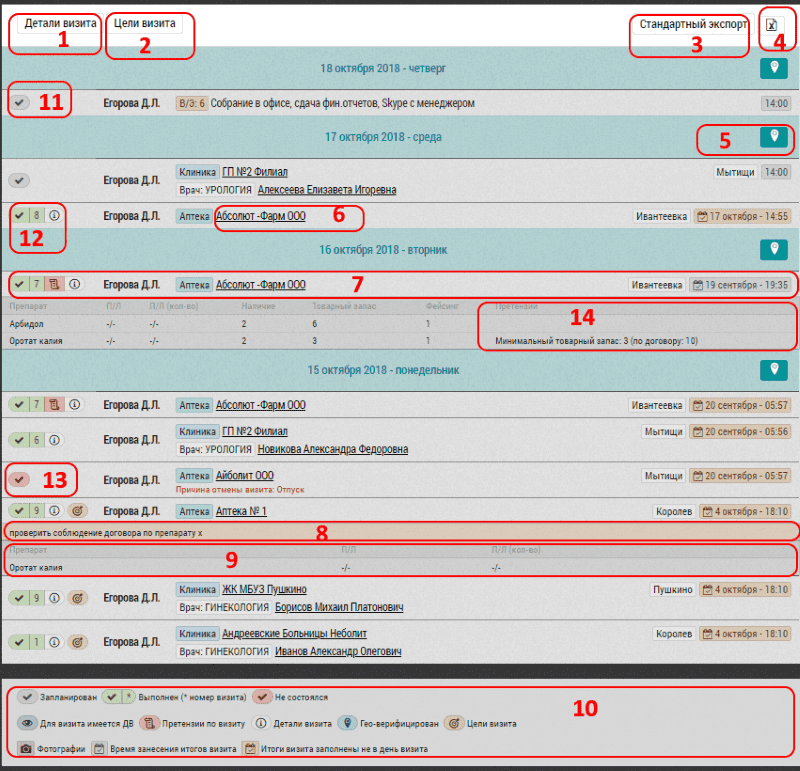 Детали визита Цели визита Стандартный экспорт
1 2 3 4
18 октября 2018 - четверг
11 Егорова Д.Л. В/Э: 6 Собрание в офисе, сдача фин.отчетов, Skype с менеджером 14:00
17 октября 2018 - среда 5
Егорова Д.Л. Клиника ГП №2 Филиал Мытищи 14:00
Врач: УРОЛОГИЯ Алексеева Елизавета Игоревна
8 Егорова Д.Л. Аптека Абсолют -Фарм ООО 6 Ивантеевка 17 октября - 14:55
12
16 октября 2018 - вторник
7 Егорова Д.Л. Аптека Абсолют -Фарм ООО 7 Ивантеевка 19 сентября - 19:35
Препарат П/Л П/Л (кол-во) Наличие Товарный запас Фейсинг Претензии
Арбидол -/- -/- 2 6 1 14
Оротат калия -/- -/- 2 3 1 Минимальный товарный запас: 3 (по договору: 10)
15 октября 2018 - понедельник
7 Егорова Д.Л. Аптека Абсолют -Фарм ООО Ивантеевка 20 сентября - 05:57
6 Егорова Д.Л. Клиника ГП №2 Филиал Мытищи 20 сентября - 05:56
Врач: УРОЛОГИЯ Новикова Александра Федоровна
13 Егорова Д.Л. Аптека Айболит ООО Мытищи 20 сентября - 05:57
Причина отмены визита: Отпуск
9 Егорова Д.Л. Аптека Аптека № 1 Королев 4 октября - 18:10
проверить соблюдение договора по препарату х 8
Препарат П/Л П/Л (кол-во)
Оротат калия 9 -/- -/-
9 Егорова Д.Л. Клиника ЖК МБУЗ Пушкино Пушкино 4 октября - 18:10
Врач: ГИНЕКОЛОГИЯ Борисов Михаил Платонович
1 Егорова Д.Л. Клиника Андреевские Больницы Неболит Королев 4 октября - 18:10
Врач: ГИНЕКОЛОГИЯ Иванов Александр Олегович
Запланирован * Выполнен (* номер визита) Не состоялся
10
Для визита имеется ДВ Претензии по визиту Детали визита Гео-верифицирован Цели визита
Фотографии Время занесения итогов визита Итоги визита заполнены не в день визита